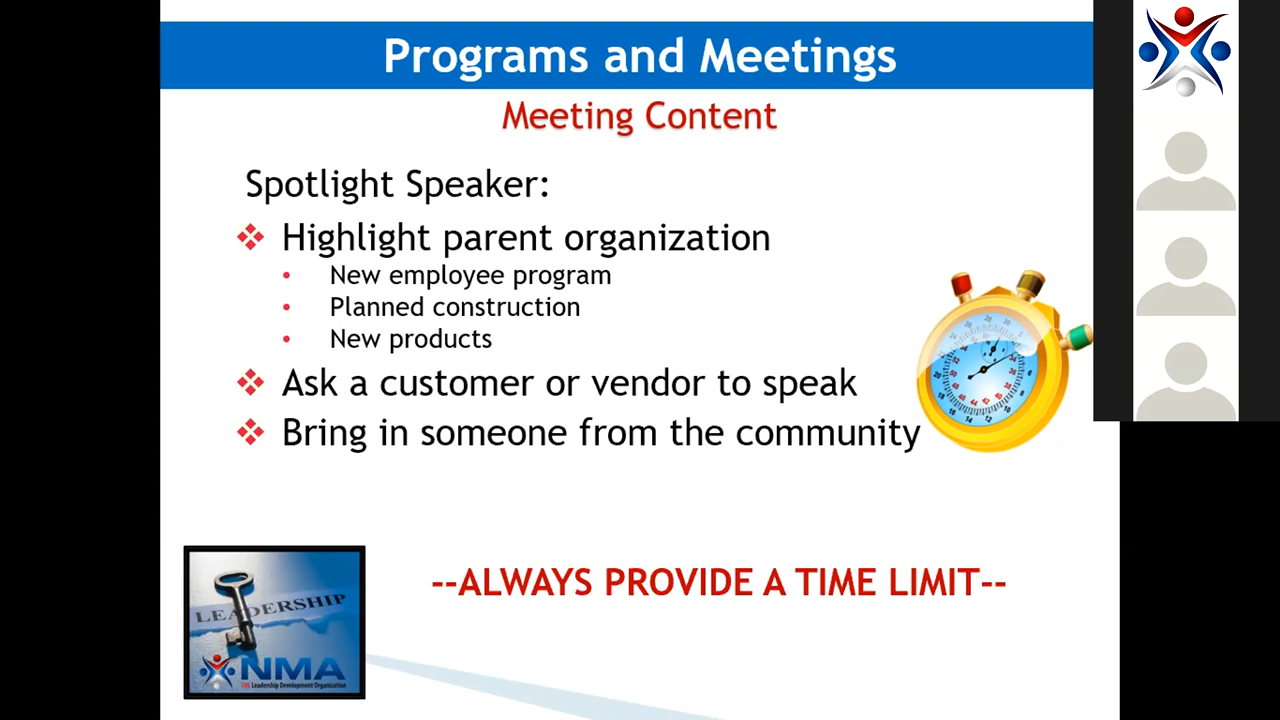 Programs and Meetings
Meeting Content
Spotlight Speaker:
Highlight parent organization
New employee program
Planned construction
New products
Ask a customer or vendor to speak
Bring in someone from the community
--ALWAYS PROVIDE A TIME LIMIT--
LEADERSHIP
NMA
THE Leadership Development Organization